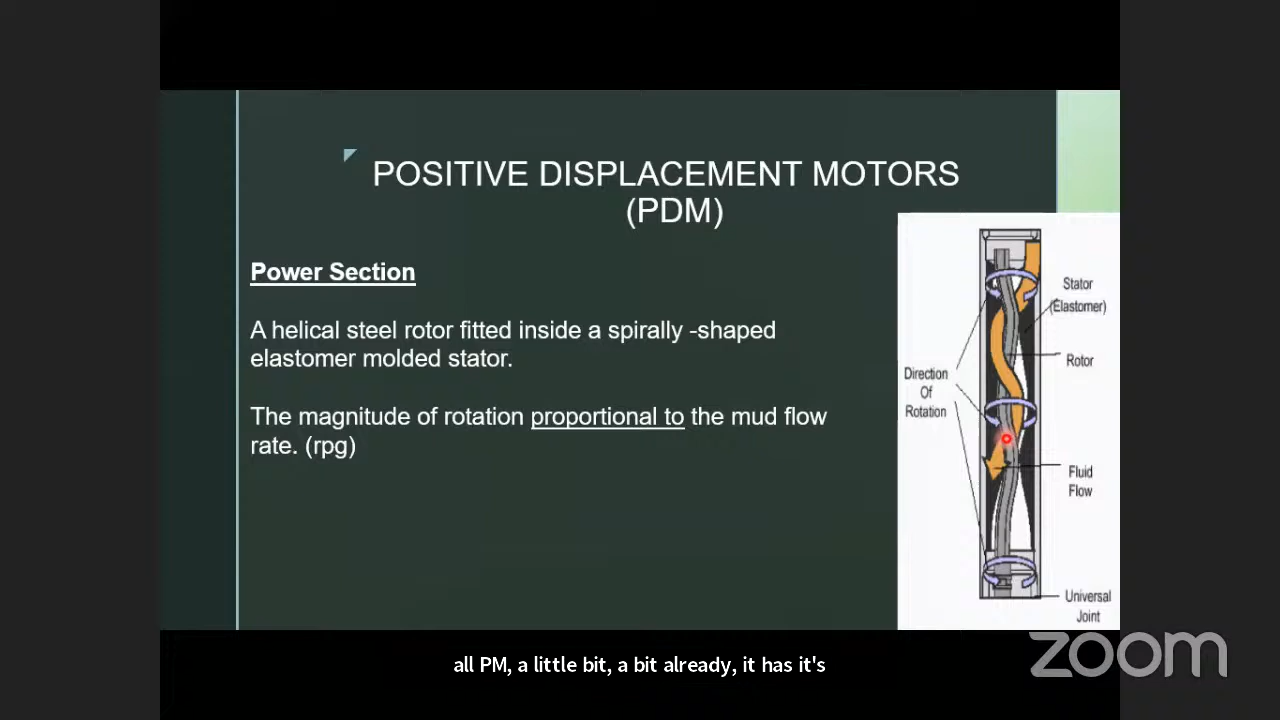 POSITIVE DISPLACEMENT MOTORS
(PDM)
Power Section
A helical steel rotor fitted inside a spirally -shaped
elastomer molded stator.
The magnitude of rotation proportional to the mud flow
rate. (rpg)
Stator
(Elastomer)
Rotor
Direction
Of
Rotation
Fluid
Flow
Universal
Joint
zoom
all PM, a little bit, a bit already, it has it's